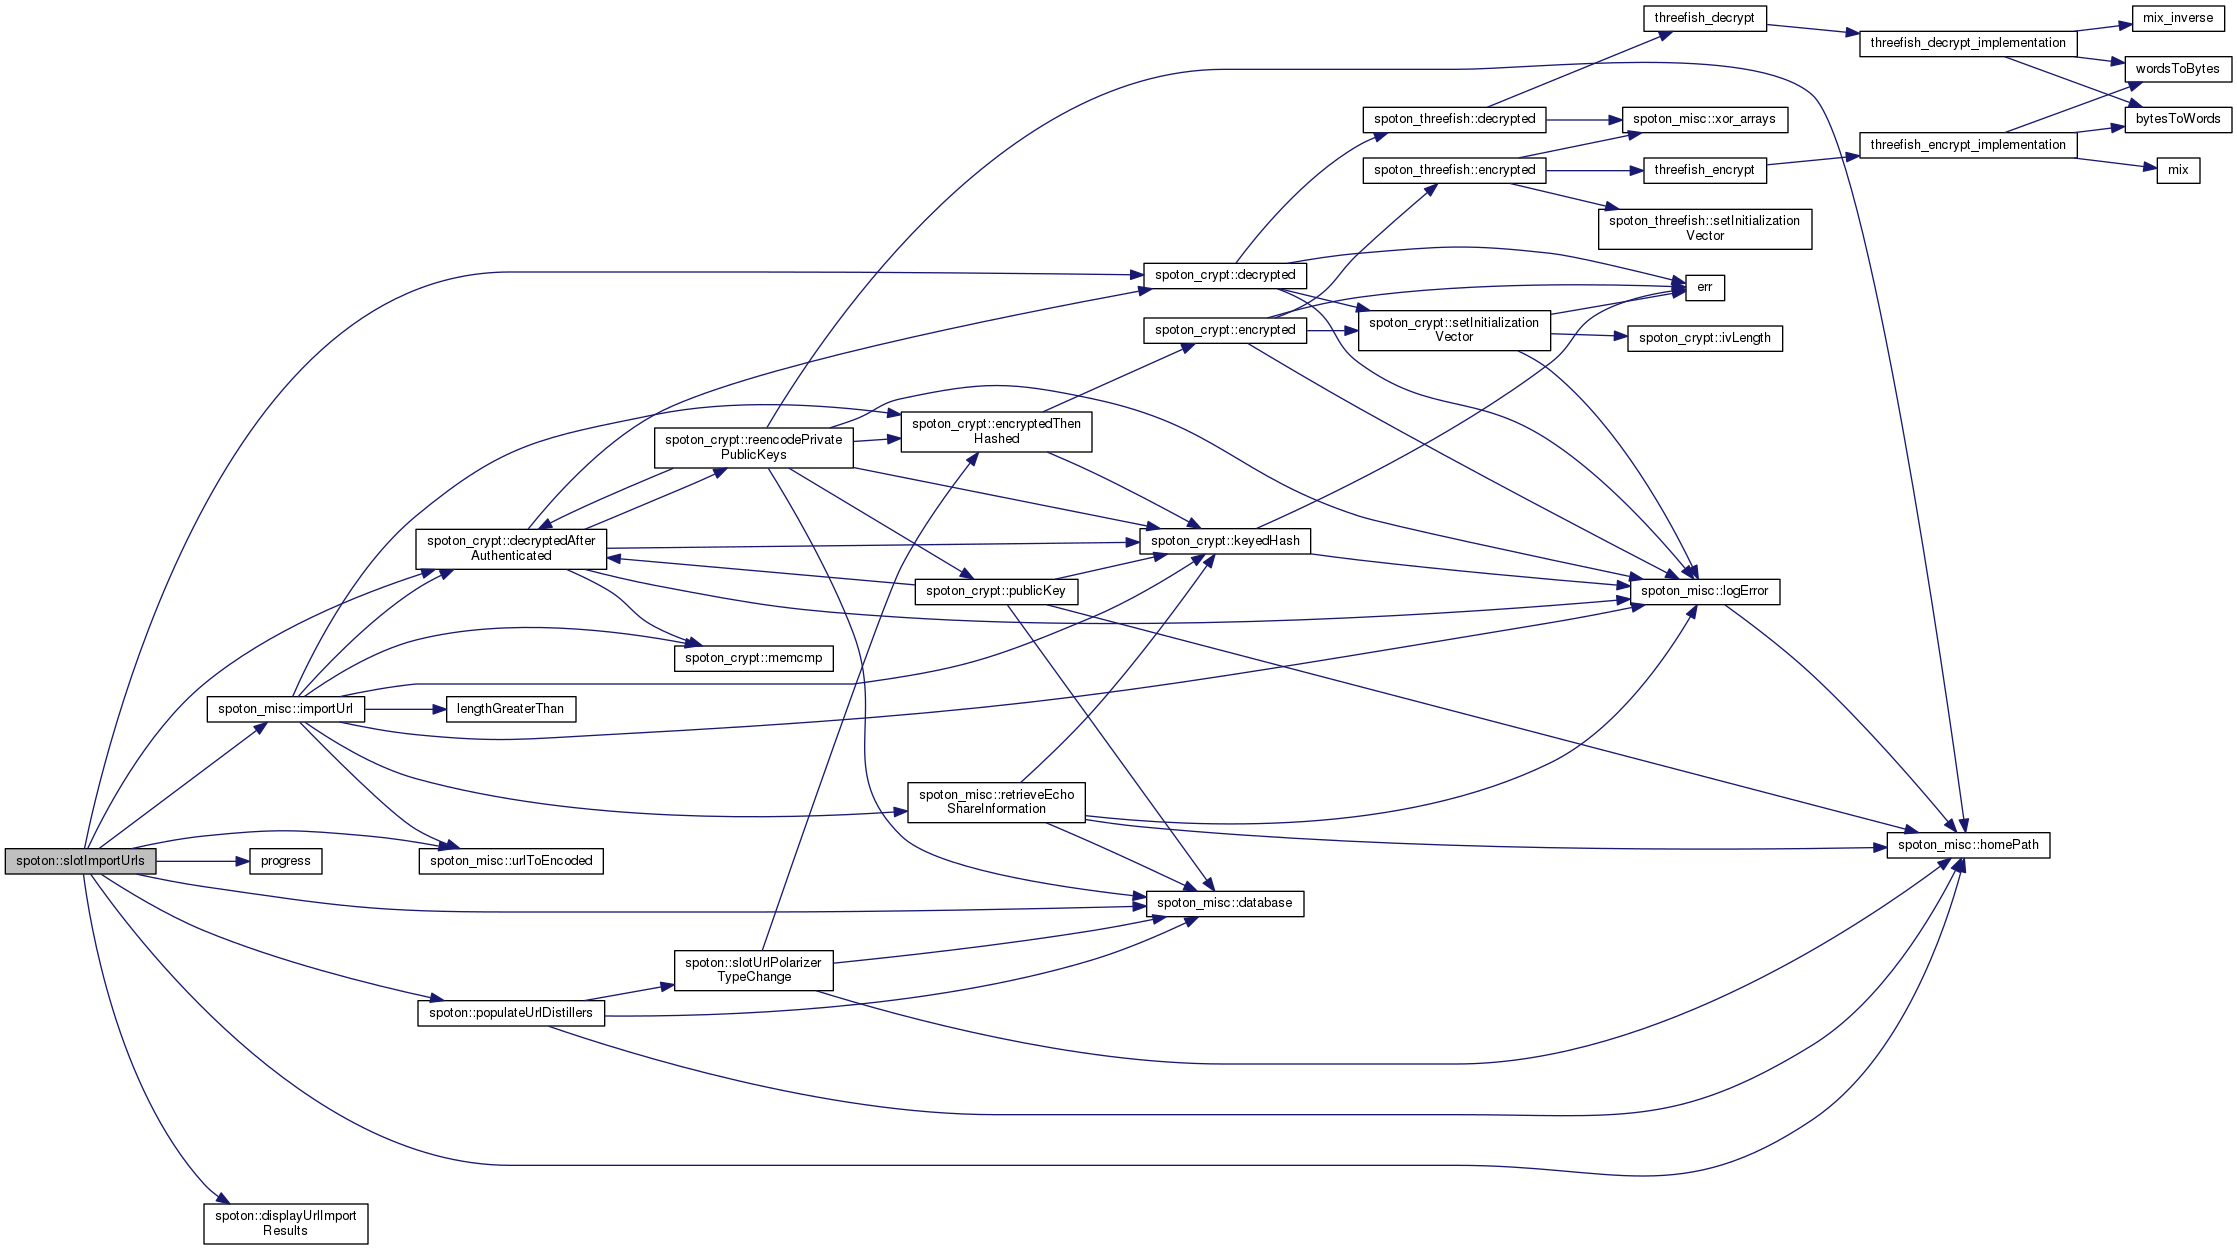 threefish_decrypt
mix_inverse
threefish_decrypt_implementation
wordsToBytes
spoton_threefish::decrypted
spoton_misc::xor_arrays
bytesToWords
threefish_encrypt_implementation
spoton_threefish::encrypted
threefish_encrypt
mix
spoton_threefish::setInitialization
Vector
spoton_crypt::decrypted
err
spoton_crypt::encrypted
spoton_crypt::setInitialization
Vector
spoton_crypt::ivLength
spoton_crypt::reencodePrivate
PublicKeys
spoton_crypt::encryptedThen
Hashed
spoton_crypt::decryptedAfter
Authenticated
spoton_crypt::keyedHash
spoton_crypt::publicKey
spoton_misc::logError
spoton_crypt::memcmp
spoton_misc::importUrl
lengthGreaterThan
spoton_misc::retrieveEcho
ShareInformation
spoton::slotImportUrls
progress
spoton_misc::urlToEncoded
spoton_misc::homePath
spoton_misc::database
spoton::slotUrlPolarizer
TypeChange
spoton::populateUrlDistillers
spoton::displayUrlImport
Results